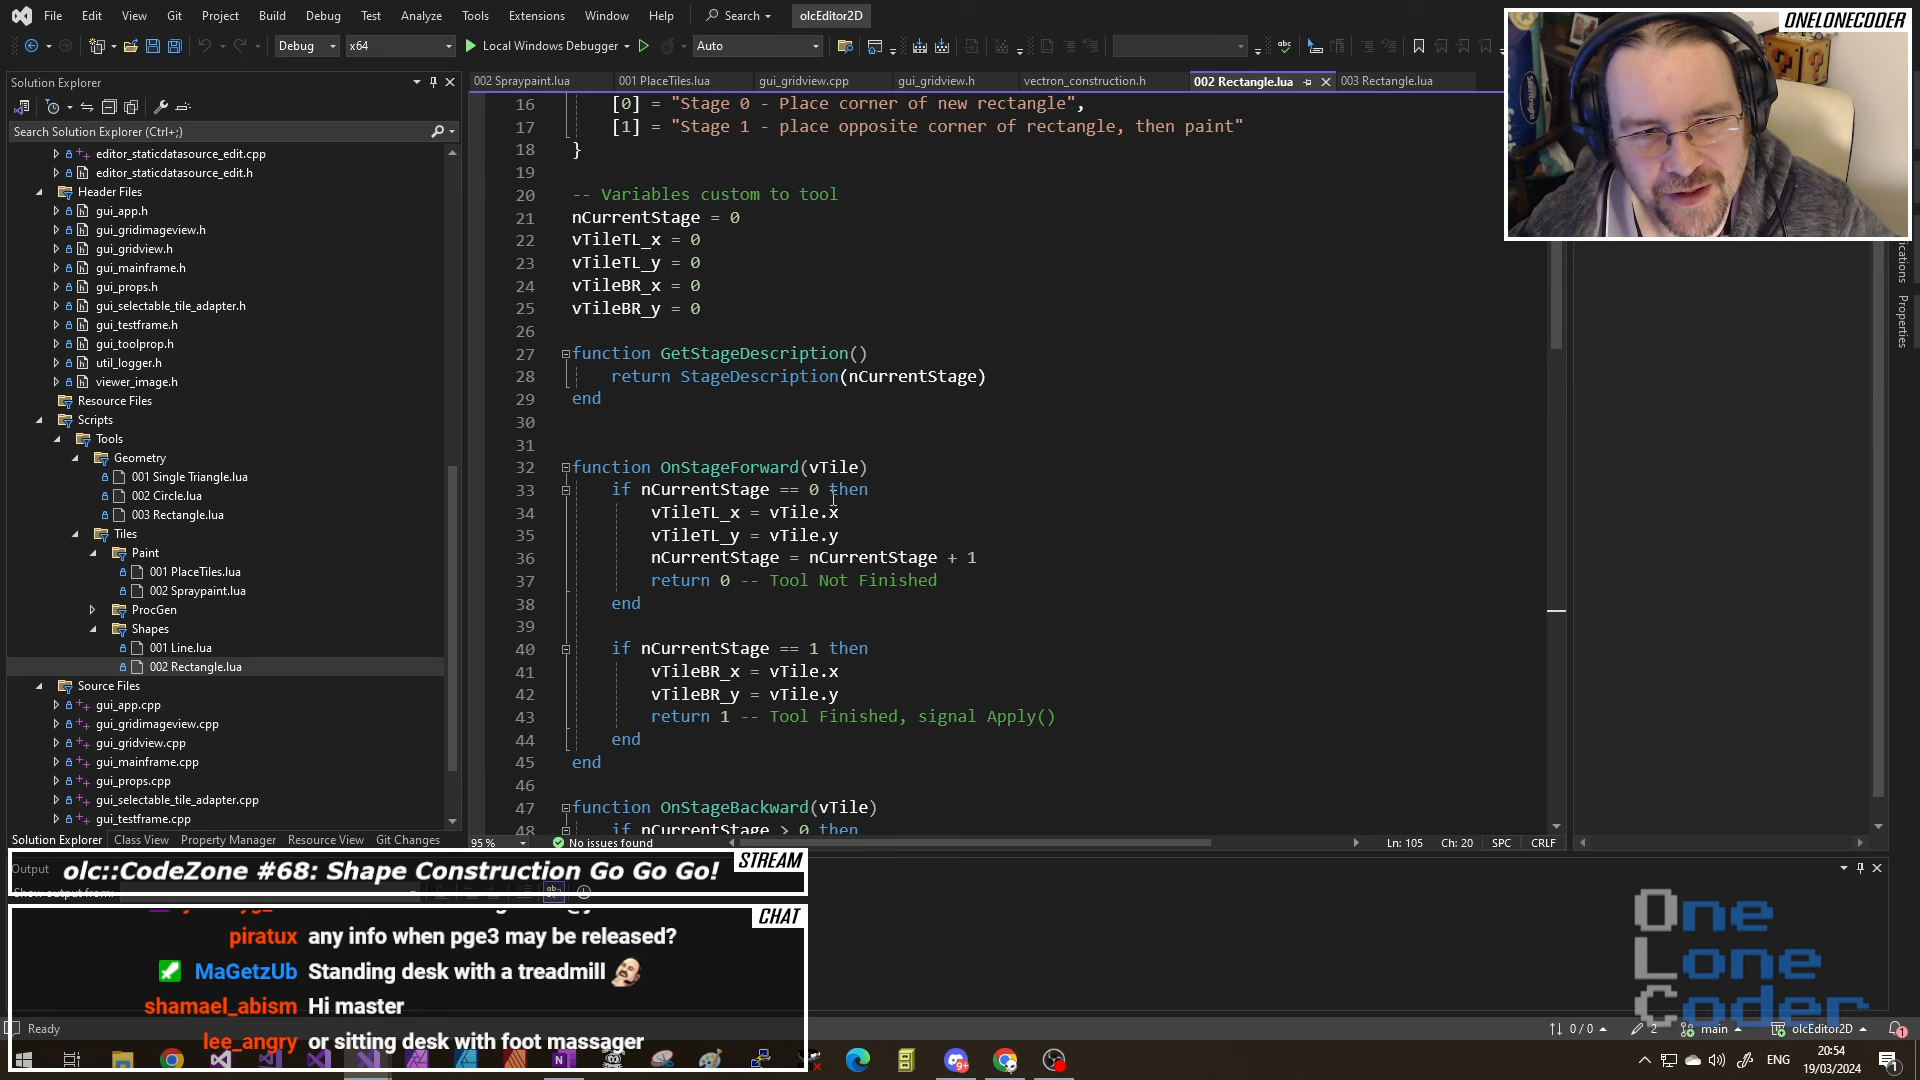 File Edit View Git Project Build Debug Test Analyze Tools Extensions Window Help Search olcEditor2D
Debug x64 Local Windows Debugger Auto
ONELONECODER
Solution Explorer
Search Solution Explorer (Ctrl+;)
editor_staticdatasource_edit.cpp
editor_staticdatasource_edit.h
Header Files
gui_app.h
gui_gridimageview.h
gui_gridview.h
gui_mainframe.h
gui_props.h
gui_selectable_tile_adapter.h
gui_testframe.h
gui_toolprop.h
util_logger.h
viewer_image.h
Resource Files
Scripts
Tools
Geometry
001 Single Triangle.lua
002 Circle.lua
003 Rectangle.lua
Tiles
Paint
001 PlaceTiles.lua
002 Spraypaint.lua
ProcGen
Shapes
001 Line.lua
002 Rectangle.lua
Source Files
gui_app.cpp
gui_gridimageview.cpp
gui_gridview.cpp
gui_mainframe.cpp
gui_props.cpp
gui_selectable_tile_adapter.cpp
gui_testframe.cpp
Solution Explorer Class View Property Manager Resource View Git Changes
002 Spraypaint.lua 001 PlaceTiles.lua gui_gridview.cpp gui_gridview.h vectron_construction.h 002 Rectangle.lua 003 Rectangle.lua
16 [0] = "Stage 0 - Place corner of new rectangle",
17 [1] = "Stage 1 - place opposite corner of rectangle, then paint"
18 }
19
20 -- Variables custom to tool
21 nCurrentStage = 0
22 vTileTL_x = 0
23 vTileTL_y = 0
24 vTileBR_x = 0
25 vTileBR_y = 0
26
27 function GetStageDescription()
28 return StageDescription(nCurrentStage)
29 end
30
31
32 function OnStageForward(vTile)
33 if nCurrentStage == 0 then
34 vTileTL_x = vTile.x
35 vTileTL_y = vTile.y
36 nCurrentStage = nCurrentStage + 1
37 return 0 -- Tool Not Finished
38 end
39
40 if nCurrentStage == 1 then
41 vTileBR_x = vTile.x
42 vTileBR_y = vTile.y
43 return 1 -- Tool Finished, signal Apply()
44 end
45 end
46
47 function OnStageBackward(vTile)
48 if nCurrentStage > 0 then
95 % No issues found Ln: 105 Ch: 20 SPC CRLF
Properties
Output
olc::CodeZone #68: Shape Construction Go Go Go!
STREAM
CHAT
piratux any info when pge3 may be released?
MaGetzUb Standing desk with a treadmill
shamael_abism Hi master
lee_angry or sitting desk with foot massager
One
Lone
Coder
Ready 0 / 0 2 main olcEditor2D 1
ENG 20:54
19/03/2024